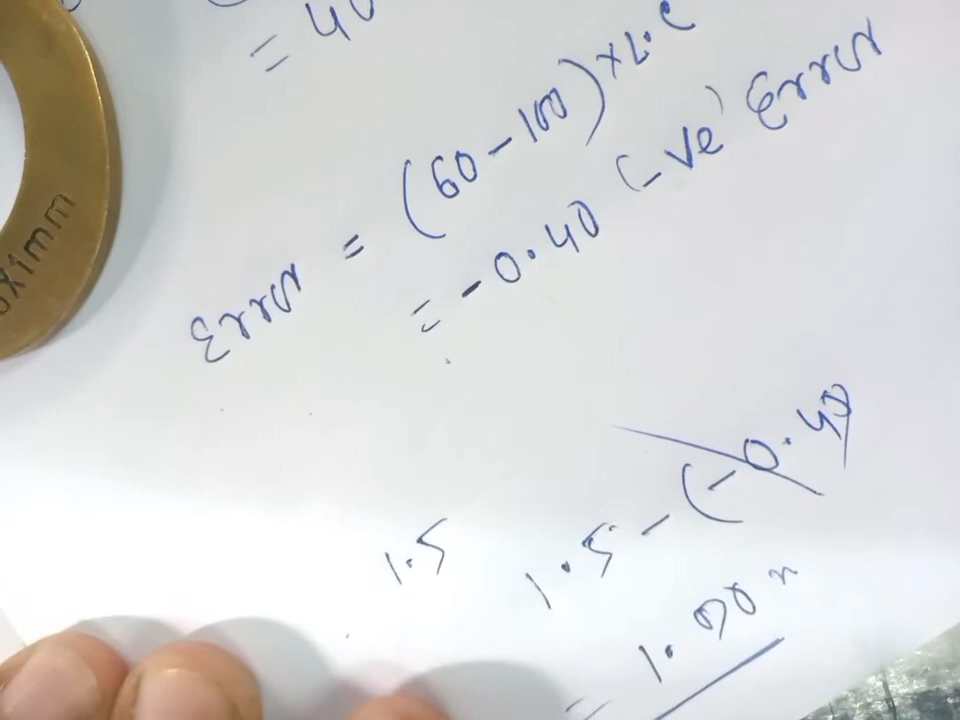 = 40
Error = (60-100)×L.C
= -0.40 (-ve) Error
1.5
1.5-(-0.40
= 1.90
X1mm